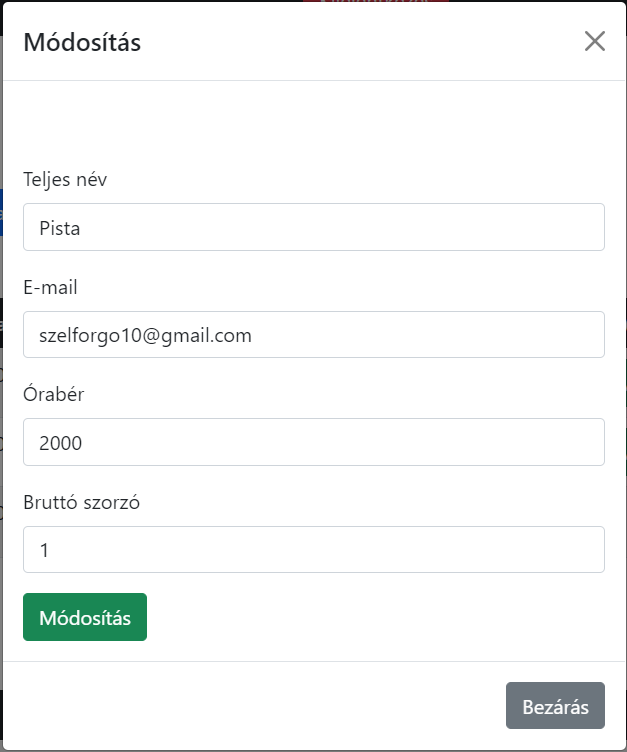 Módosítás
Teljes név
Pista
E-mail
szelforgo10@gmail.com
Órabér
2000
Bruttó szorzó
1
Módosítás
Bezárás